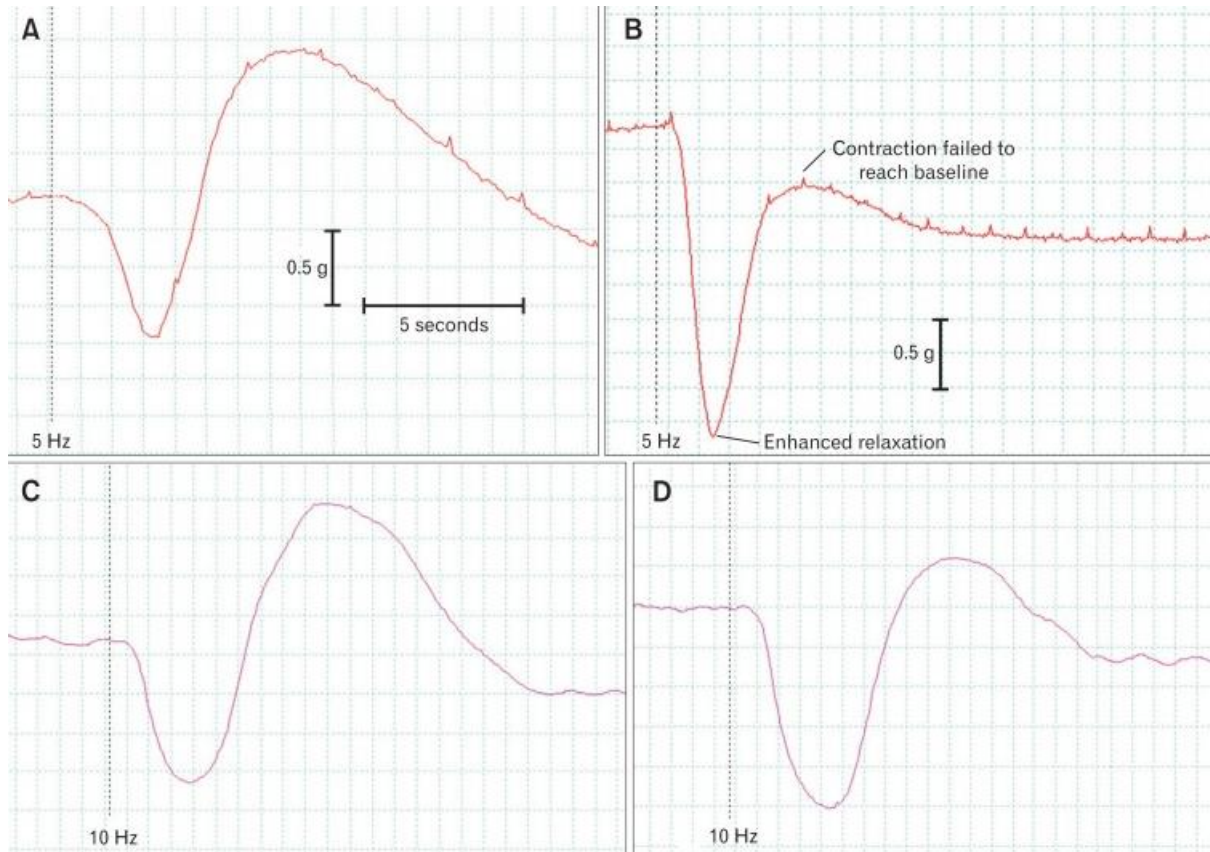 A
0.5 g
5 seconds
5 Hz
B
Contraction failed to
reach baseline
0.5 g
5 Hz
Enhanced relaxation
C
10 Hz
D
10 Hz